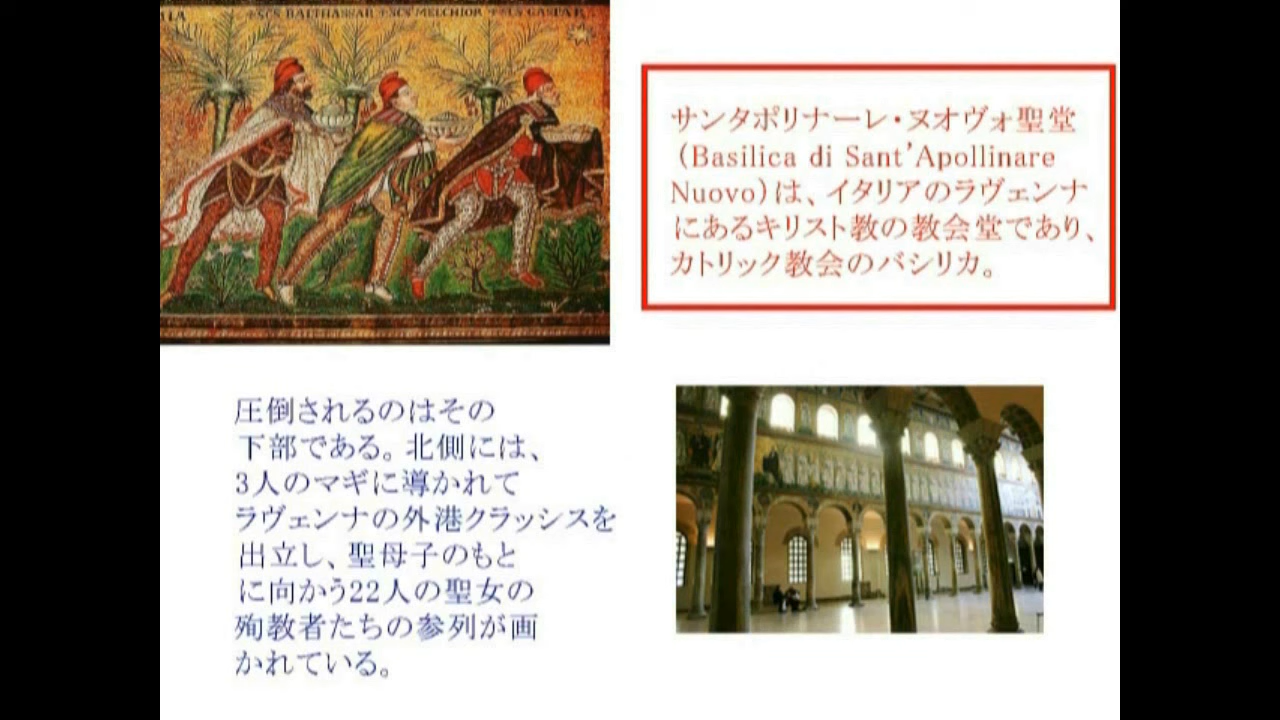 +SCS BALTHASSAR +SCS MELCHIOR +SCS GASPAR
サンタポリナーレ・ヌオヴォ聖堂
（Basilica di Sant'Apollinare
Nuovo）は、イタリアのラヴェンナ
にあるキリスト教の教会堂であり、
カトリック教会のバシリカ。
圧倒されるのはその
下部である。北側には、
3人のマギに導かれて
ラヴェンナの外港クラッシスを
出立し、聖母子のもと
に向かう22人の聖女の
殉教者たちの参列が画
かれている。